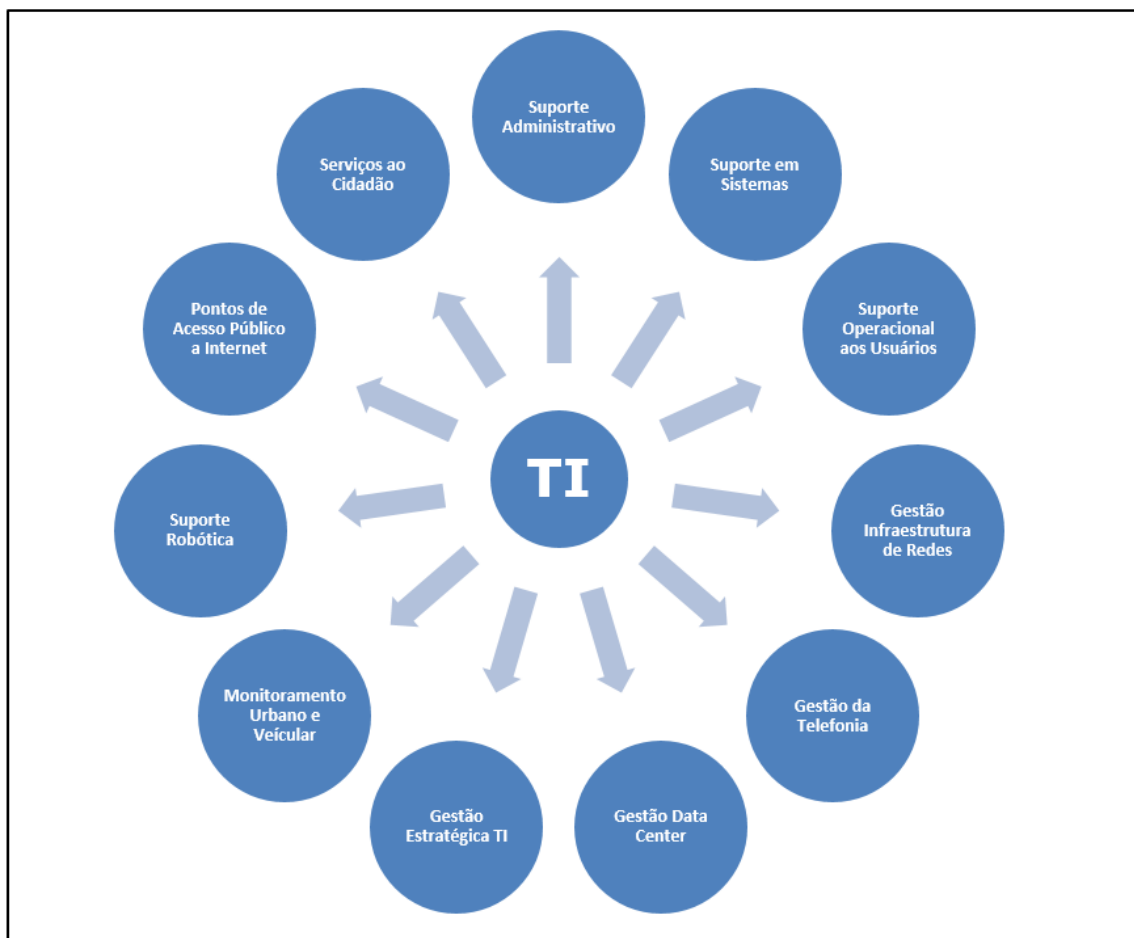 Suporte
Administrativo
Suporte em
Sistemas
Suporte
Operacional
aos Usuários
Gestão
Infraestrutura
de Redes
Gestão da
Telefonia
Gestão Data
Center
Gestão
Estratégica TI
Monitoramento
Urbano e
Veícular
Suporte
Robótica
Pontos de
Acesso Público
a Internet
Serviços ao
Cidadão
TI